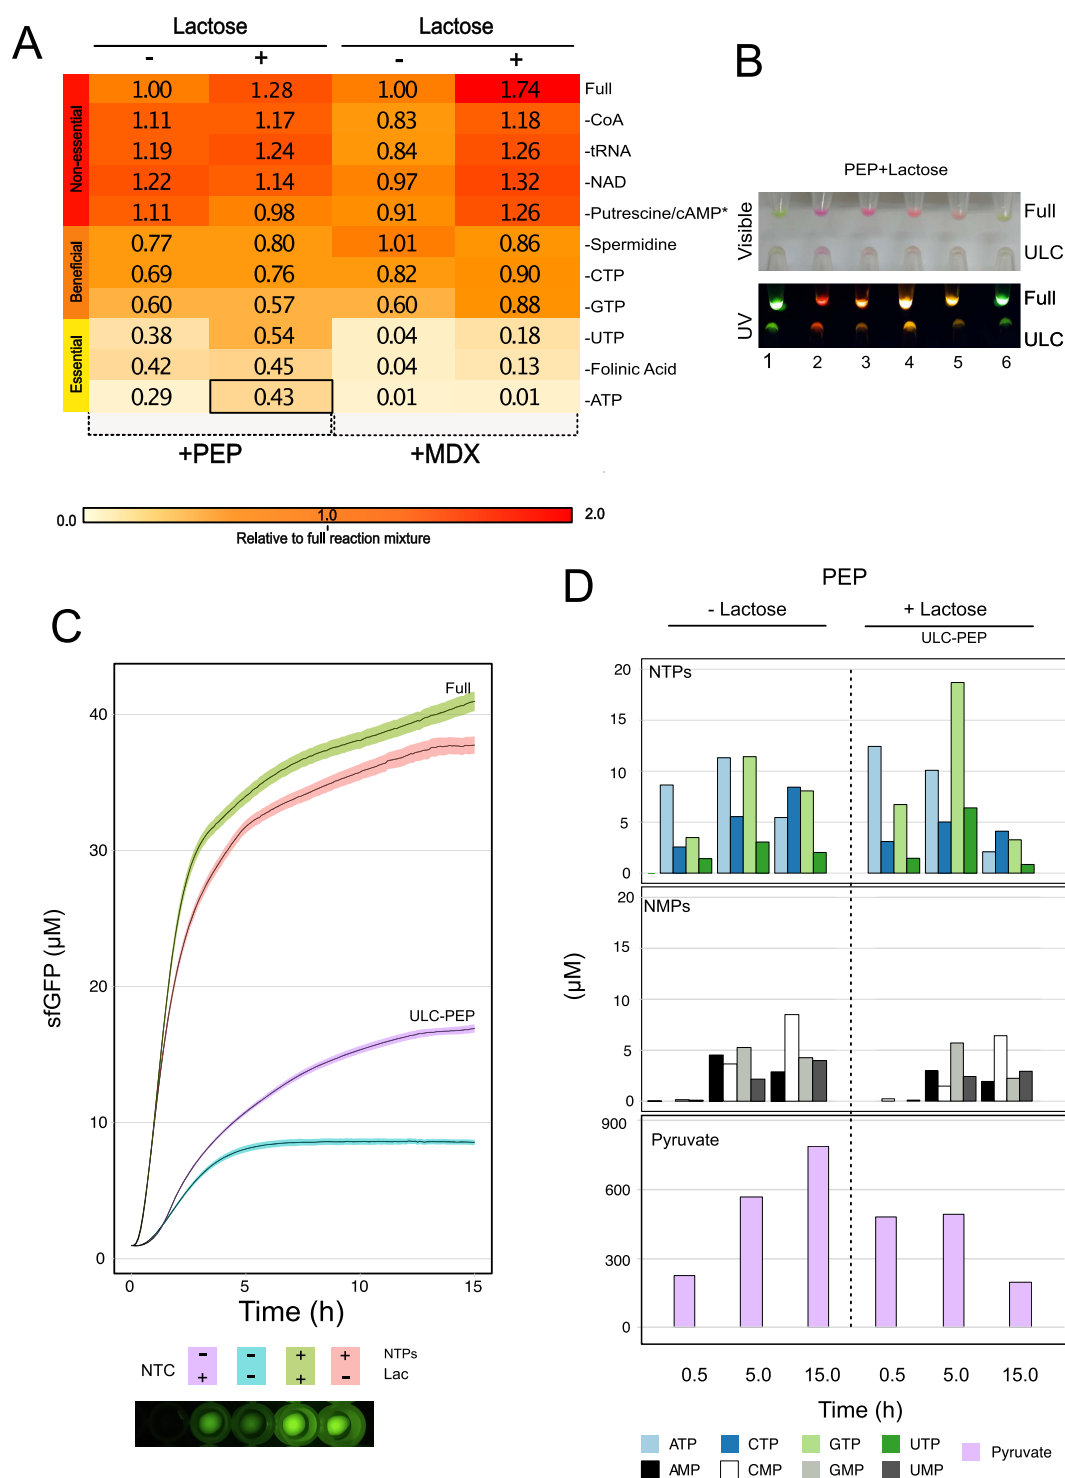 A
Lactose Lactose
- + - +
Non-essential
Beneficial
Essential
1.00 1.28 1.00 1.74 Full
1.11 1.17 0.83 1.18 -CoA
1.19 1.24 0.84 1.26 -tRNA
1.22 1.14 0.97 1.32 -NAD
1.11 0.98 0.91 1.26 -Putrescine/cAMP*
0.77 0.80 1.01 0.86 -Spermidine
0.69 0.76 0.82 0.90 -CTP
0.60 0.57 0.60 0.88 -GTP
0.38 0.54 0.04 0.18 -UTP
0.42 0.45 0.04 0.13 -Folinic Acid
0.29 0.43 0.01 0.01 -ATP
+PEP +MDX
0.0 1.0 2.0
Relative to full reaction mixture
B
PEP+Lactose
Visible
Full
ULC
UV
Full
ULC
1 2 3 4 5 6
C
sfGFP (µM)
40
30
20
10
0
Full
ULC-PEP
0 5 10 15
Time (h)
NTC - - + + NTPs
+ - + - Lac
D
PEP
- Lactose + Lactose
ULC-PEP
(µM)
NTPs
20
15
10
5
0
NMPs
20
15
10
5
0
Pyruvate
900
600
300
0
0.5 5.0 15.0 0.5 5.0 15.0
Time (h)
ATP CTP GTP UTP Pyruvate
AMP CMP GMP UMP